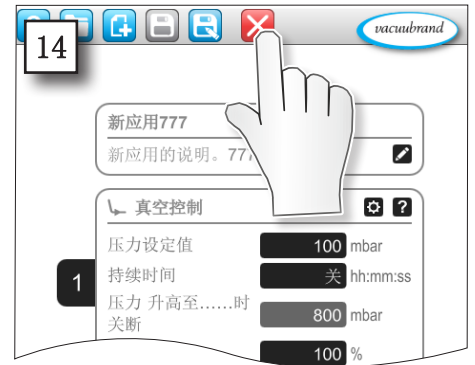 14
vacuubrand
新应用777
新应用的说明。777
真空控制
?
压力设定值 100 mbar
1
持续时间 关 hh:mm:ss
压力 升高至……时
关断 800 mbar
100 %